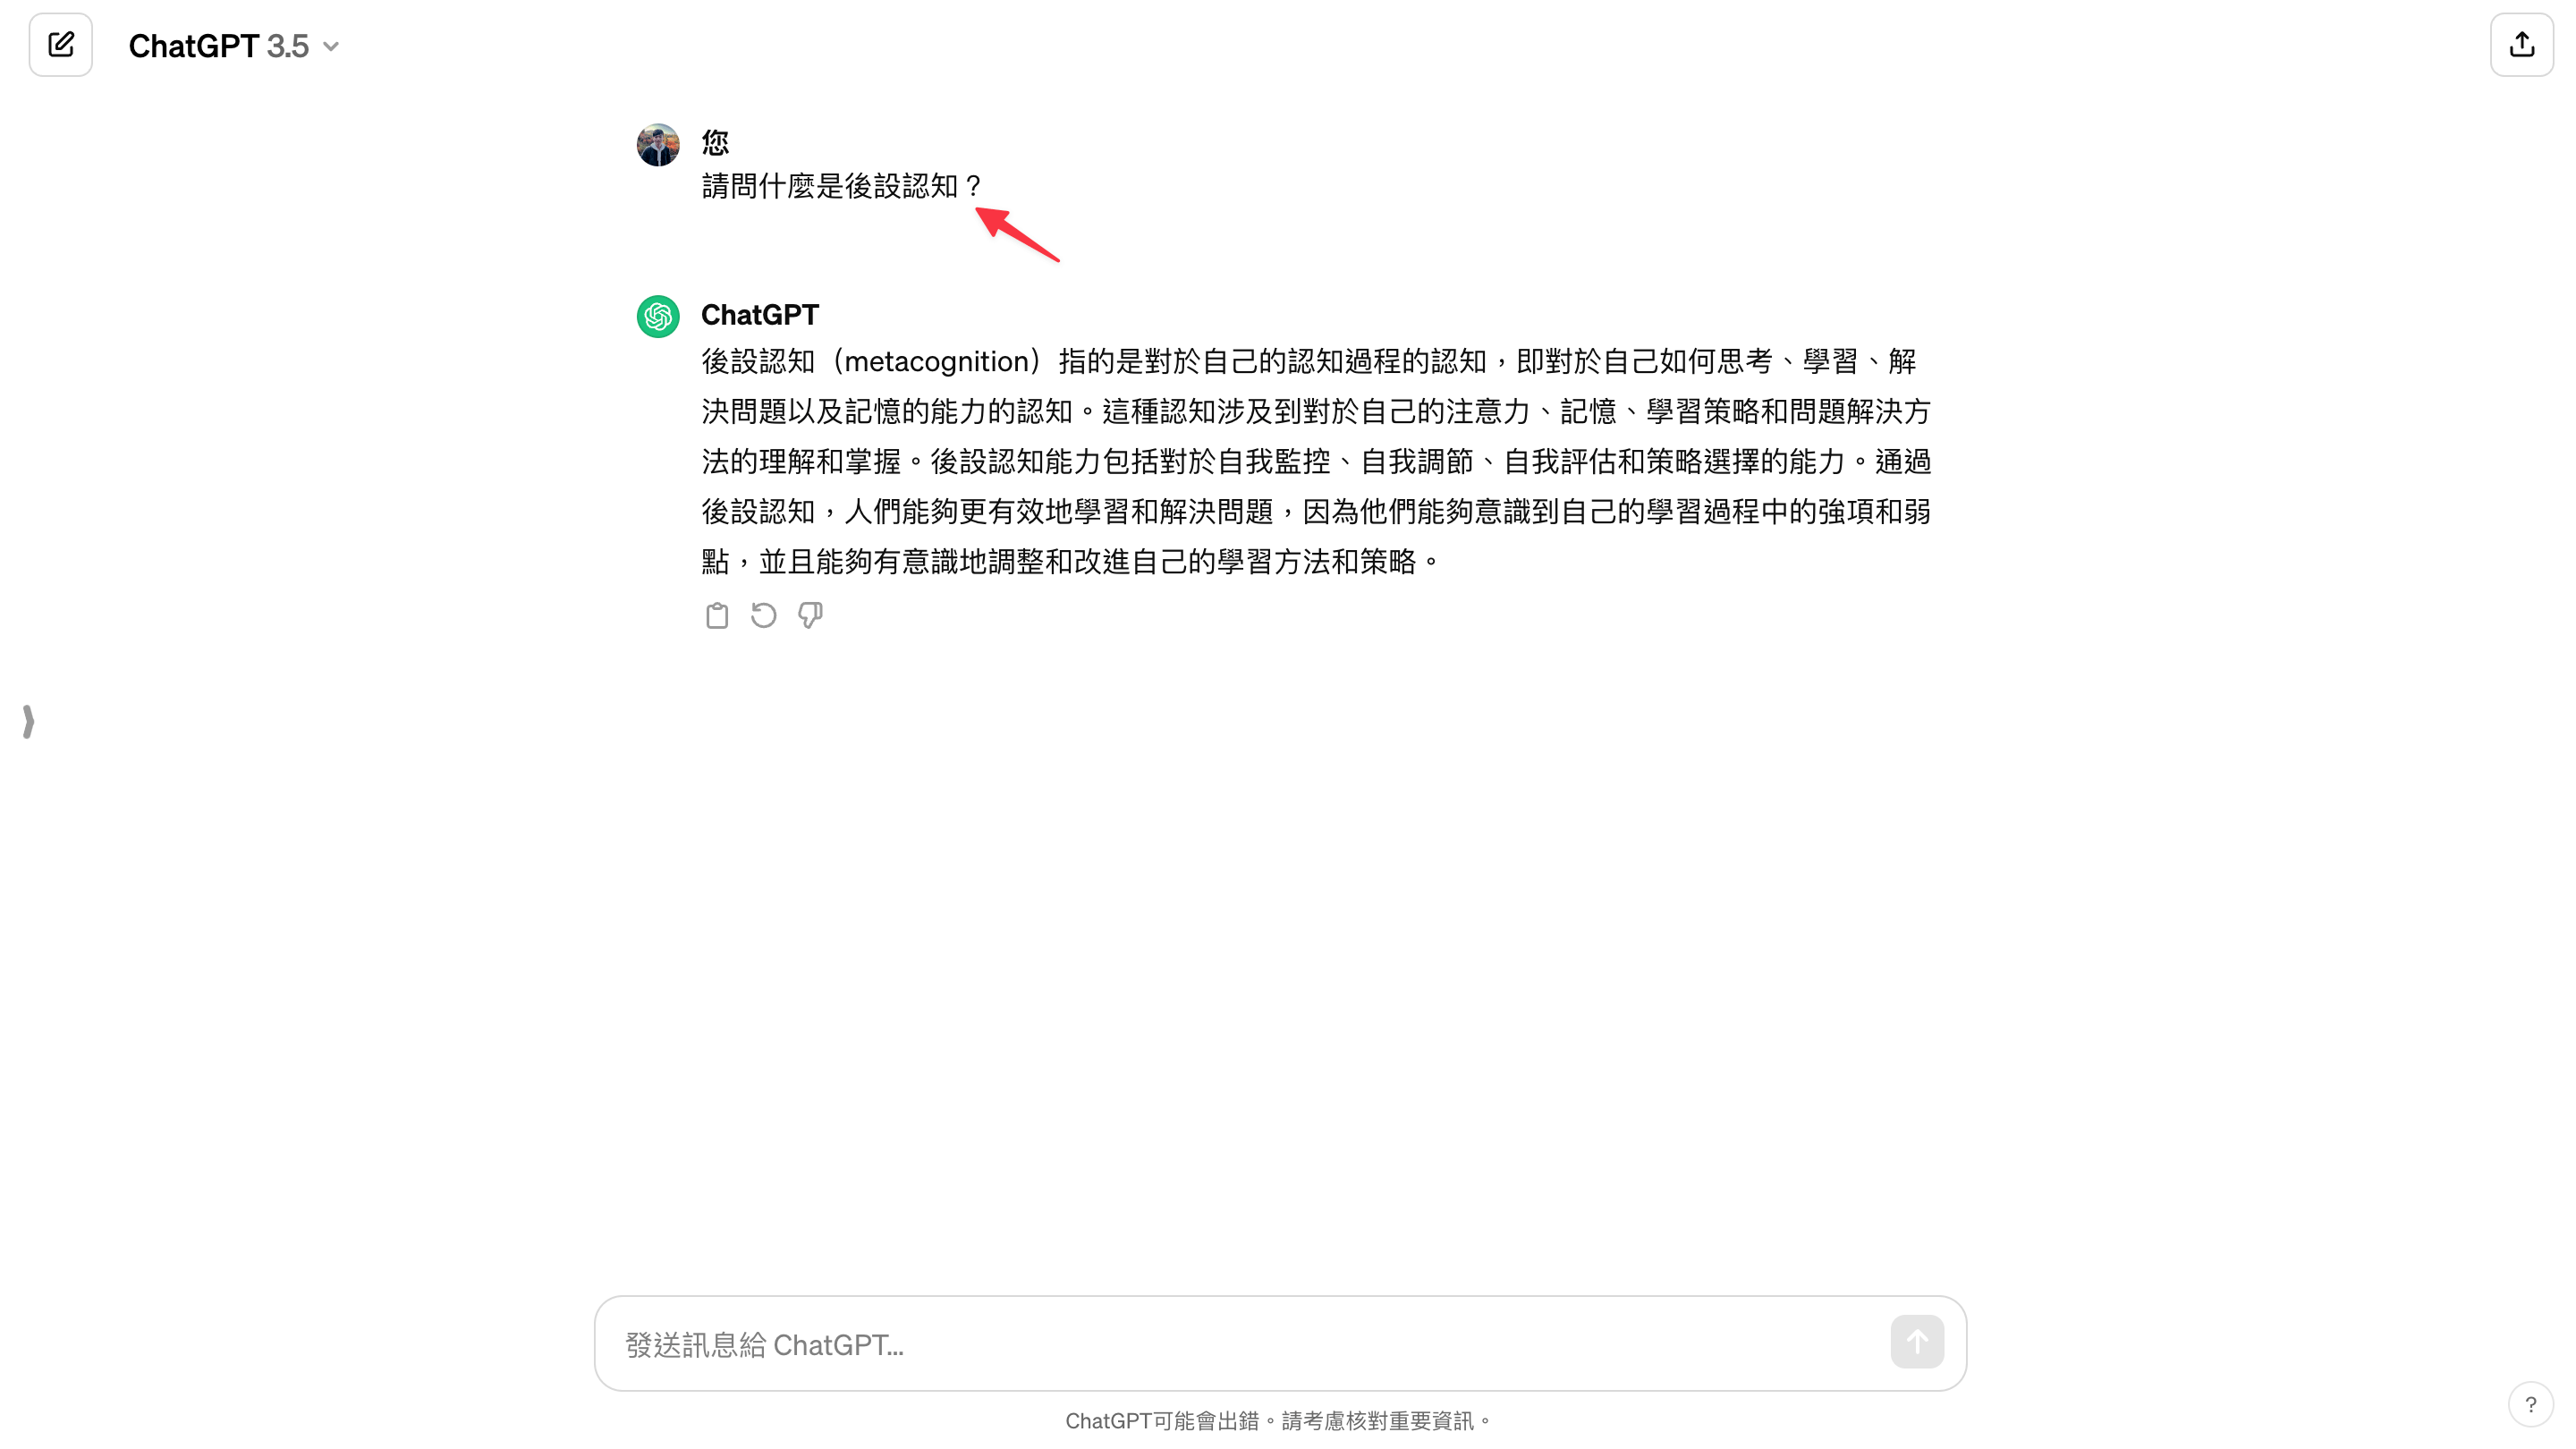 ChatGPT 3.5
您
請問什麼是後設認知？
ChatGPT
後設認知（metacognition）指的是對於自己的認知過程的認知，即對於自己如何思考、學習、解
決問題以及記憶的能力的認知。這種認知涉及到對於自己的注意力、記憶、學習策略和問題解決方
法的理解和掌握。後設認知能力包括對於自我監控、自我調節、自我評估和策略選擇的能力。通過
後設認知，人們能夠更有效地學習和解決問題，因為他們能夠意識到自己的學習過程中的強項和弱
點，並且能夠有意識地調整和改進自己的學習方法和策略。
發送訊息給 ChatGPT...
ChatGPT可能會出錯。請考慮核對重要資訊。
?